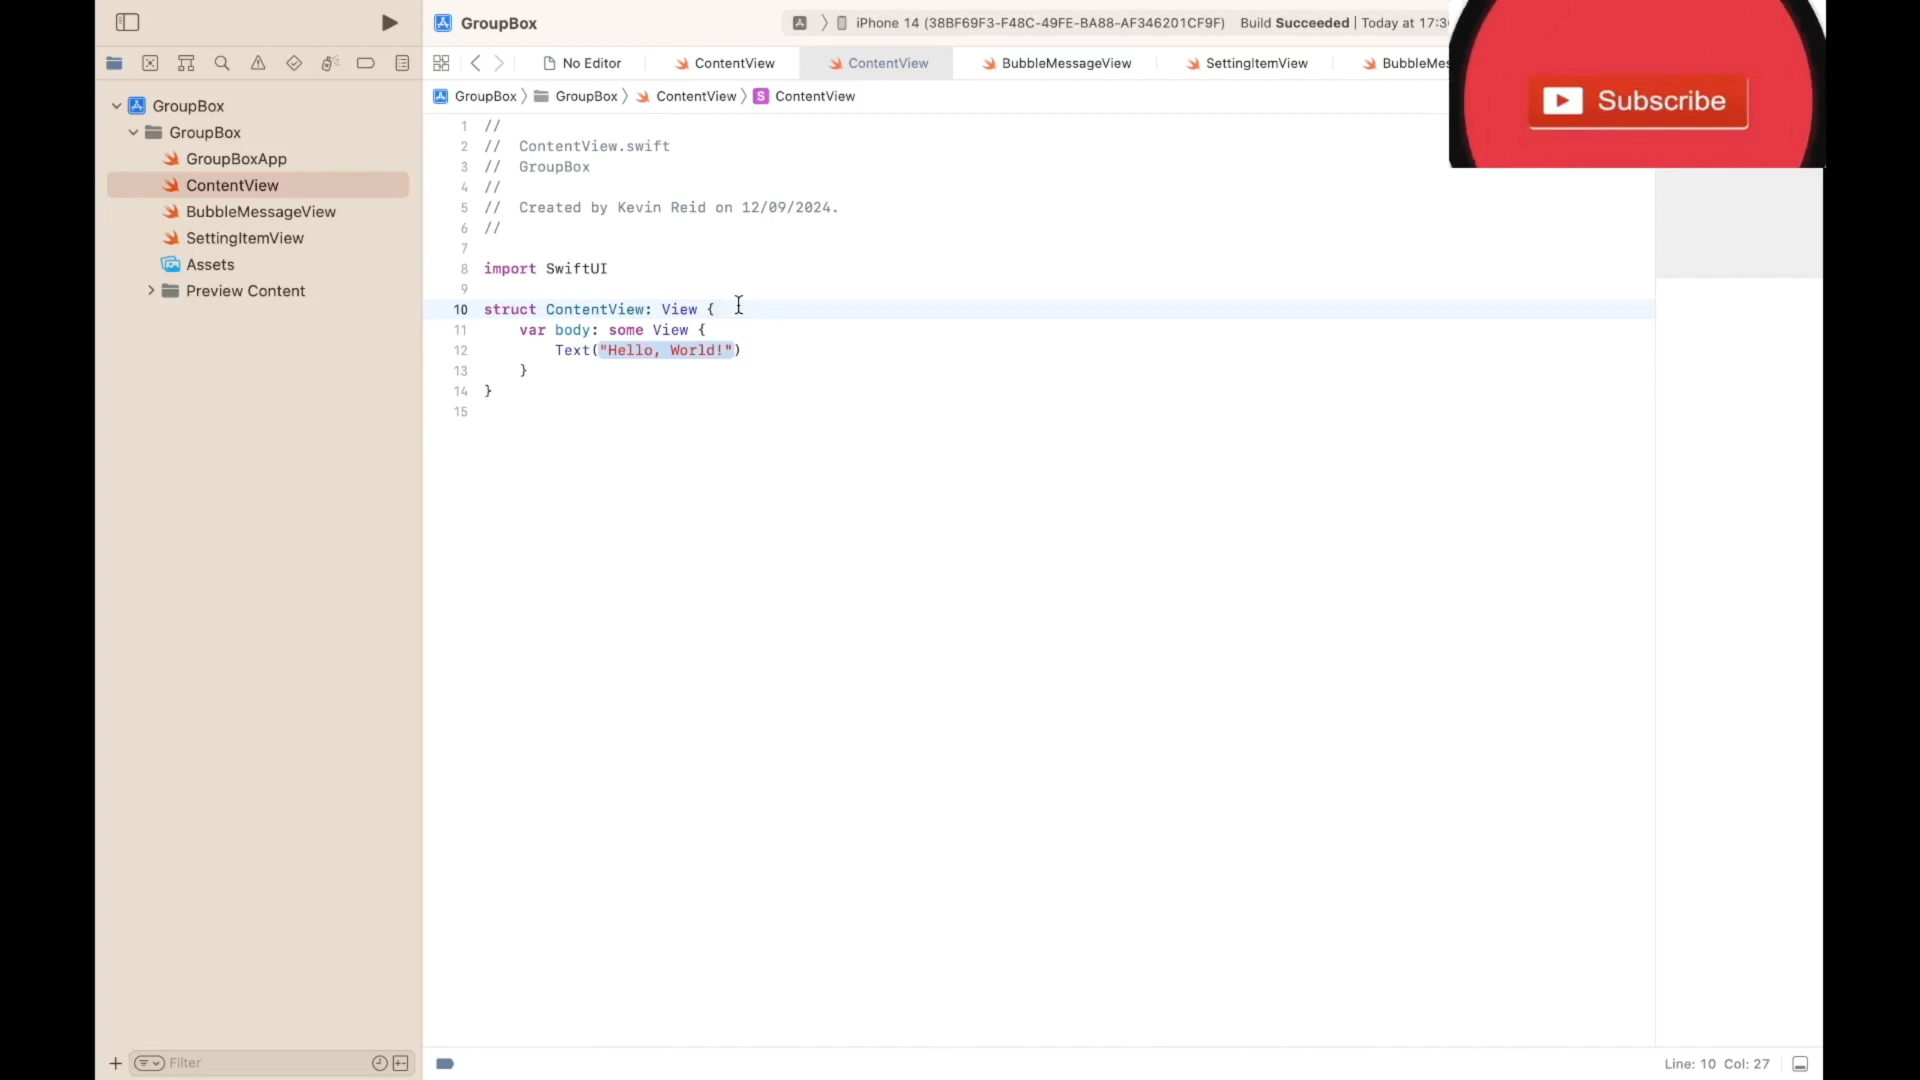 GroupBox
iPhone 14 (38BF69F3-F48C-49FE-BA88-AF346201CF9F) Build Succeeded | Today at 17:3
Subscribe
No Editor
ContentView
ContentView
BubbleMessageView
SettingItemView
BubbleMes
GroupBox
GroupBox
GroupBoxApp
ContentView
BubbleMessageView
SettingItemView
Assets
Preview Content
Filter
GroupBox 〉 GroupBox 〉 ContentView 〉 S ContentView
1 //
2 // ContentView.swift
3 // GroupBox
4 //
5 // Created by Kevin Reid on 12/09/2024.
6 //
7
8 import SwiftUI
9
10 struct ContentView: View {
11 var body: some View {
12 Text("Hello, World!")
13 }
14 }
15
Line: 10 Col: 27